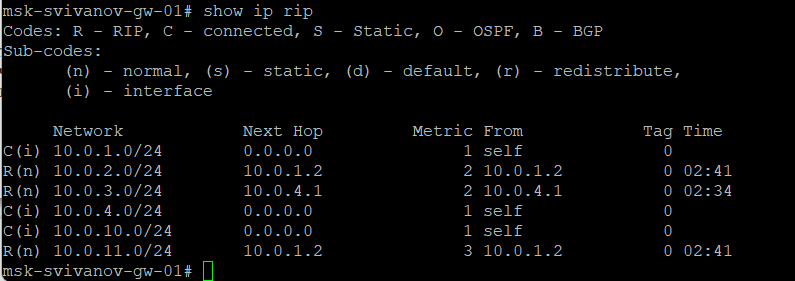 msk-svivanov-gw-01# show ip rip
Codes: R - RIP, C - connected, S - Static, O - OSPF, B - BGP
Sub-codes:
      (n) - normal, (s) - static, (d) - default, (r) - redistribute,
      (i) - interface

     Network            Next Hop         Metric From            Tag Time
C(i) 10.0.1.0/24        0.0.0.0               1 self              0
R(n) 10.0.2.0/24        10.0.1.2              2 10.0.1.2          0 02:41
R(n) 10.0.3.0/24        10.0.4.1              2 10.0.4.1          0 02:34
C(i) 10.0.4.0/24        0.0.0.0               1 self              0
C(i) 10.0.10.0/24       0.0.0.0               1 self              0
R(n) 10.0.11.0/24       10.0.1.2              3 10.0.1.2          0 02:41
msk-svivanov-gw-01#